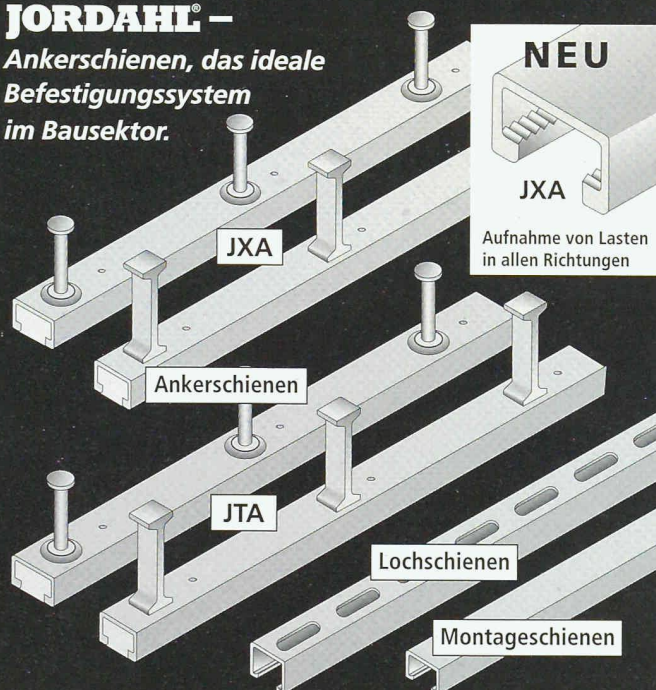 JORDAHL® –
Ankerschienen, das ideale
Befestigungssystem
im Bausektor.
NEU
JXA
Aufnahme von Lasten
in allen Richtungen
JXA
Ankerschienen
JTA
Lochschienen
Montageschienen